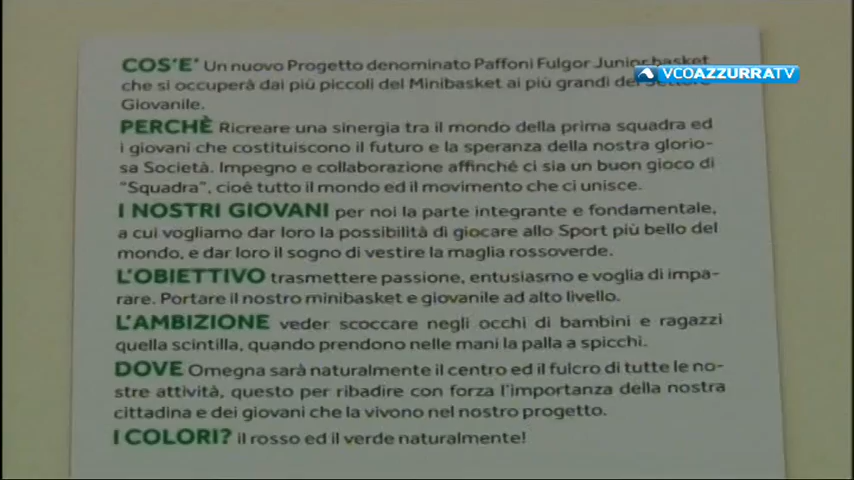 COS'E' Un nuovo Progetto denominato Paffoni Fulgor Junior basket
VCOAZZURRATV
che si occuperà dai più piccoli del Minibasket ai più grandi del Settore
Giovanile.
PERCHÈ Ricreare una sinergia tra il mondo della prima squadra ed
i giovani che costituiscono il futuro e la speranza della nostra glorio-
sa Società. Impegno e collaborazione affinché ci sia un buon gioco di
"Squadra", cioé tutto il mondo ed il movimento che ci unisce.
I NOSTRI GIOVANI per noi la parte integrante e fondamentale,
a cui vogliamo dar loro la possibilità di giocare allo Sport più bello del
mondo, e dar loro il sogno di vestire la maglia rossoverde.
L'OBIETTIVO trasmettere passione, entusiasmo e voglia di impa-
rare. Portare il nostro minibasket e giovanile ad alto livello.
L'AMBIZIONE veder scoccare negli occhi di bambini e ragazzi
quella scintilla, quando prendono nelle mani la palla a spicchi.
DOVE Omegna sarà naturalmente il centro ed il fulcro di tutte le no-
stre attività, questo per ribadire con forza l'importanza della nostra
cittadina e dei giovani che la vivono nel nostro progetto.
I COLORI? il rosso ed il verde naturalmente!